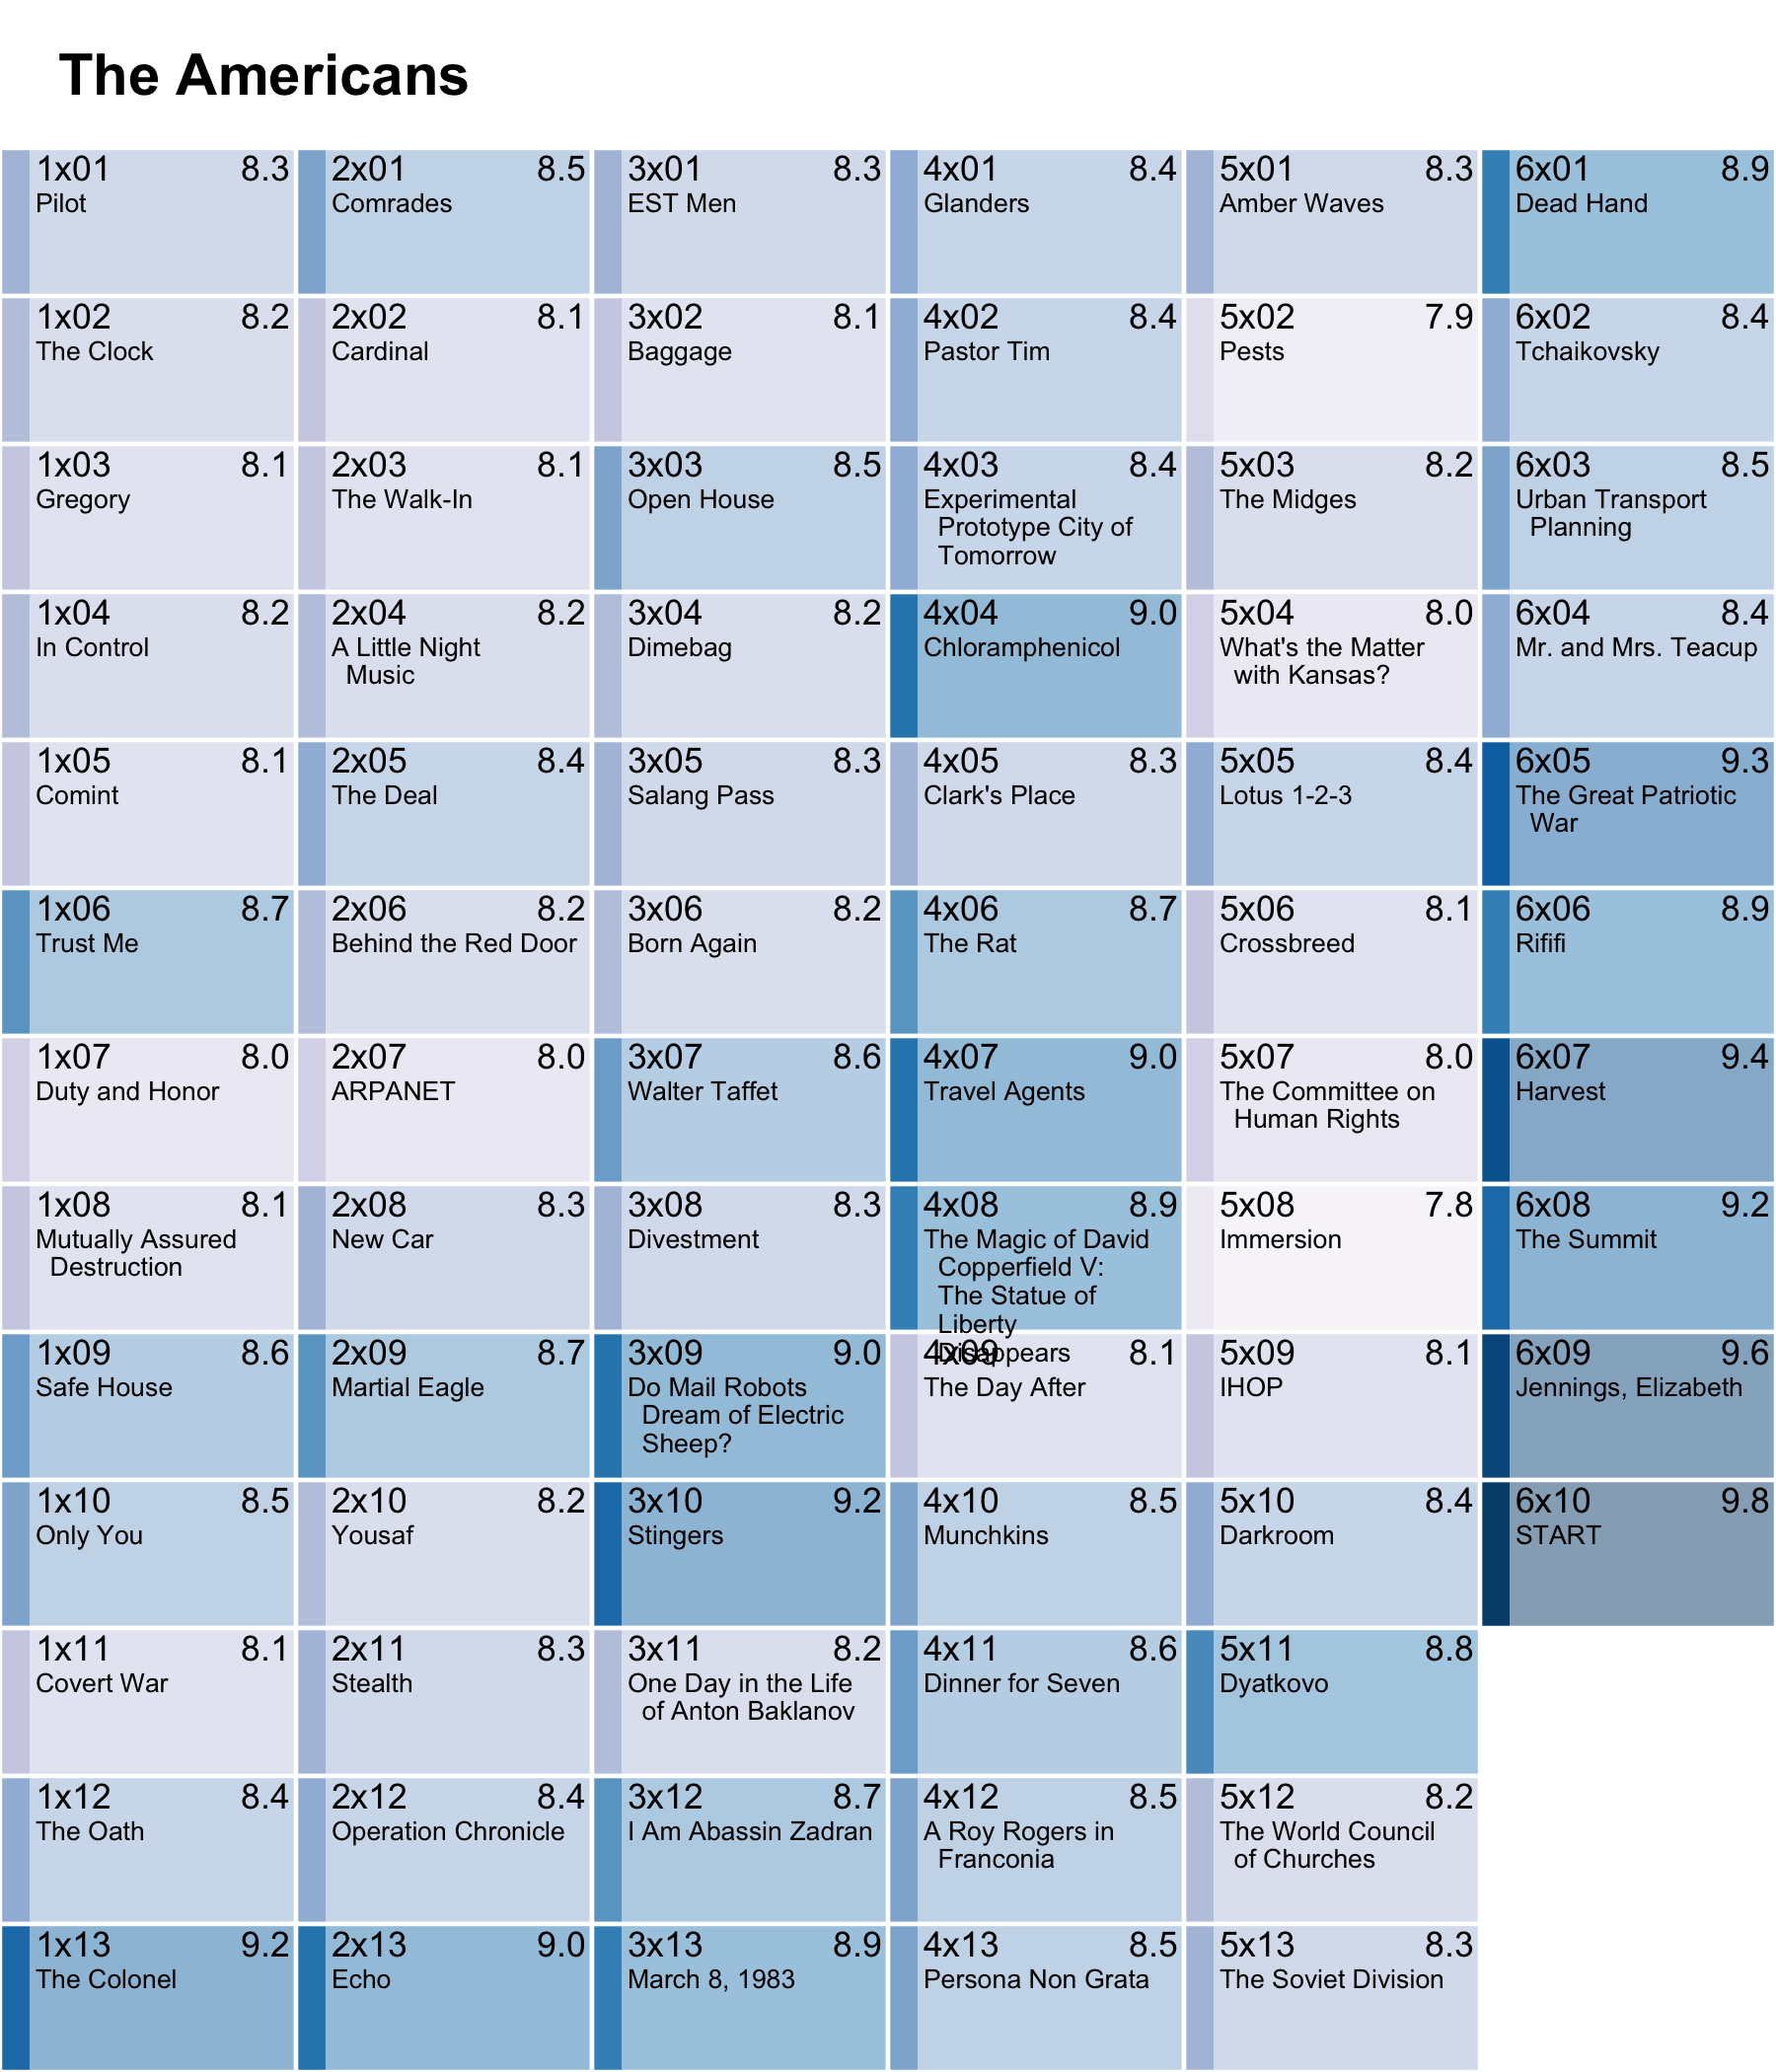 The Americans
1x01 8.3
Pilot
2x01 8.5
Comrades
3x01 8.3
EST Men
4x01 8.4
Glanders
5x01 8.3
Amber Waves
6x01 8.9
Dead Hand
1x02 8.2
The Clock
2x02 8.1
Cardinal
3x02 8.1
Baggage
4x02 8.4
Pastor Tim
5x02 7.9
Pests
6x02 8.4
Tchaikovsky
1x03 8.1
Gregory
2x03 8.1
The Walk-In
3x03 8.5
Open House
4x03 8.4
Experimental
Prototype City of
Tomorrow
5x03 8.2
The Midges
6x03 8.5
Urban Transport
Planning
1x04 8.2
In Control
2x04 8.2
A Little Night
Music
3x04 8.2
Dimebag
4x04 9.0
Chloramphenicol
5x04 8.0
What's the Matter
with Kansas?
6x04 8.4
Mr. and Mrs. Teacup
1x05 8.1
Comint
2x05 8.4
The Deal
3x05 8.3
Salang Pass
4x05 8.3
Clark's Place
5x05 8.4
Lotus 1-2-3
6x05 9.3
The Great Patriotic
War
1x06 8.7
Trust Me
2x06 8.2
Behind the Red Door
3x06 8.2
Born Again
4x06 8.7
The Rat
5x06 8.1
Crossbreed
6x06 8.9
Rififi
1x07 8.0
Duty and Honor
2x07 8.0
ARPANET
3x07 8.6
Walter Taffet
4x07 9.0
Travel Agents
5x07 8.0
The Committee on
Human Rights
6x07 9.4
Harvest
1x08 8.1
Mutually Assured
Destruction
2x08 8.3
New Car
3x08 8.3
Divestment
4x08 8.9
The Magic of David
Copperfield V:
The Statue of
Liberty
Disappears
5x08 7.8
Immersion
6x08 9.2
The Summit
1x09 8.6
Safe House
2x09 8.7
Martial Eagle
3x09 9.0
Do Mail Robots
Dream of Electric
Sheep?
4x09 8.1
The Day After
5x09 8.1
IHOP
6x09 9.6
Jennings, Elizabeth
1x10 8.5
Only You
2x10 8.2
Yousaf
3x10 9.2
Stingers
4x10 8.5
Munchkins
5x10 8.4
Darkroom
6x10 9.8
START
1x11 8.1
Covert War
2x11 8.3
Stealth
3x11 8.2
One Day in the Life
of Anton Baklanov
4x11 8.6
Dinner for Seven
5x11 8.8
Dyatkovo
1x12 8.4
The Oath
2x12 8.4
Operation Chronicle
3x12 8.7
I Am Abassin Zadran
4x12 8.5
A Roy Rogers in
Franconia
5x12 8.2
The World Council
of Churches
1x13 9.2
The Colonel
2x13 9.0
Echo
3x13 8.9
March 8, 1983
4x13 8.5
Persona Non Grata
5x13 8.3
The Soviet Division